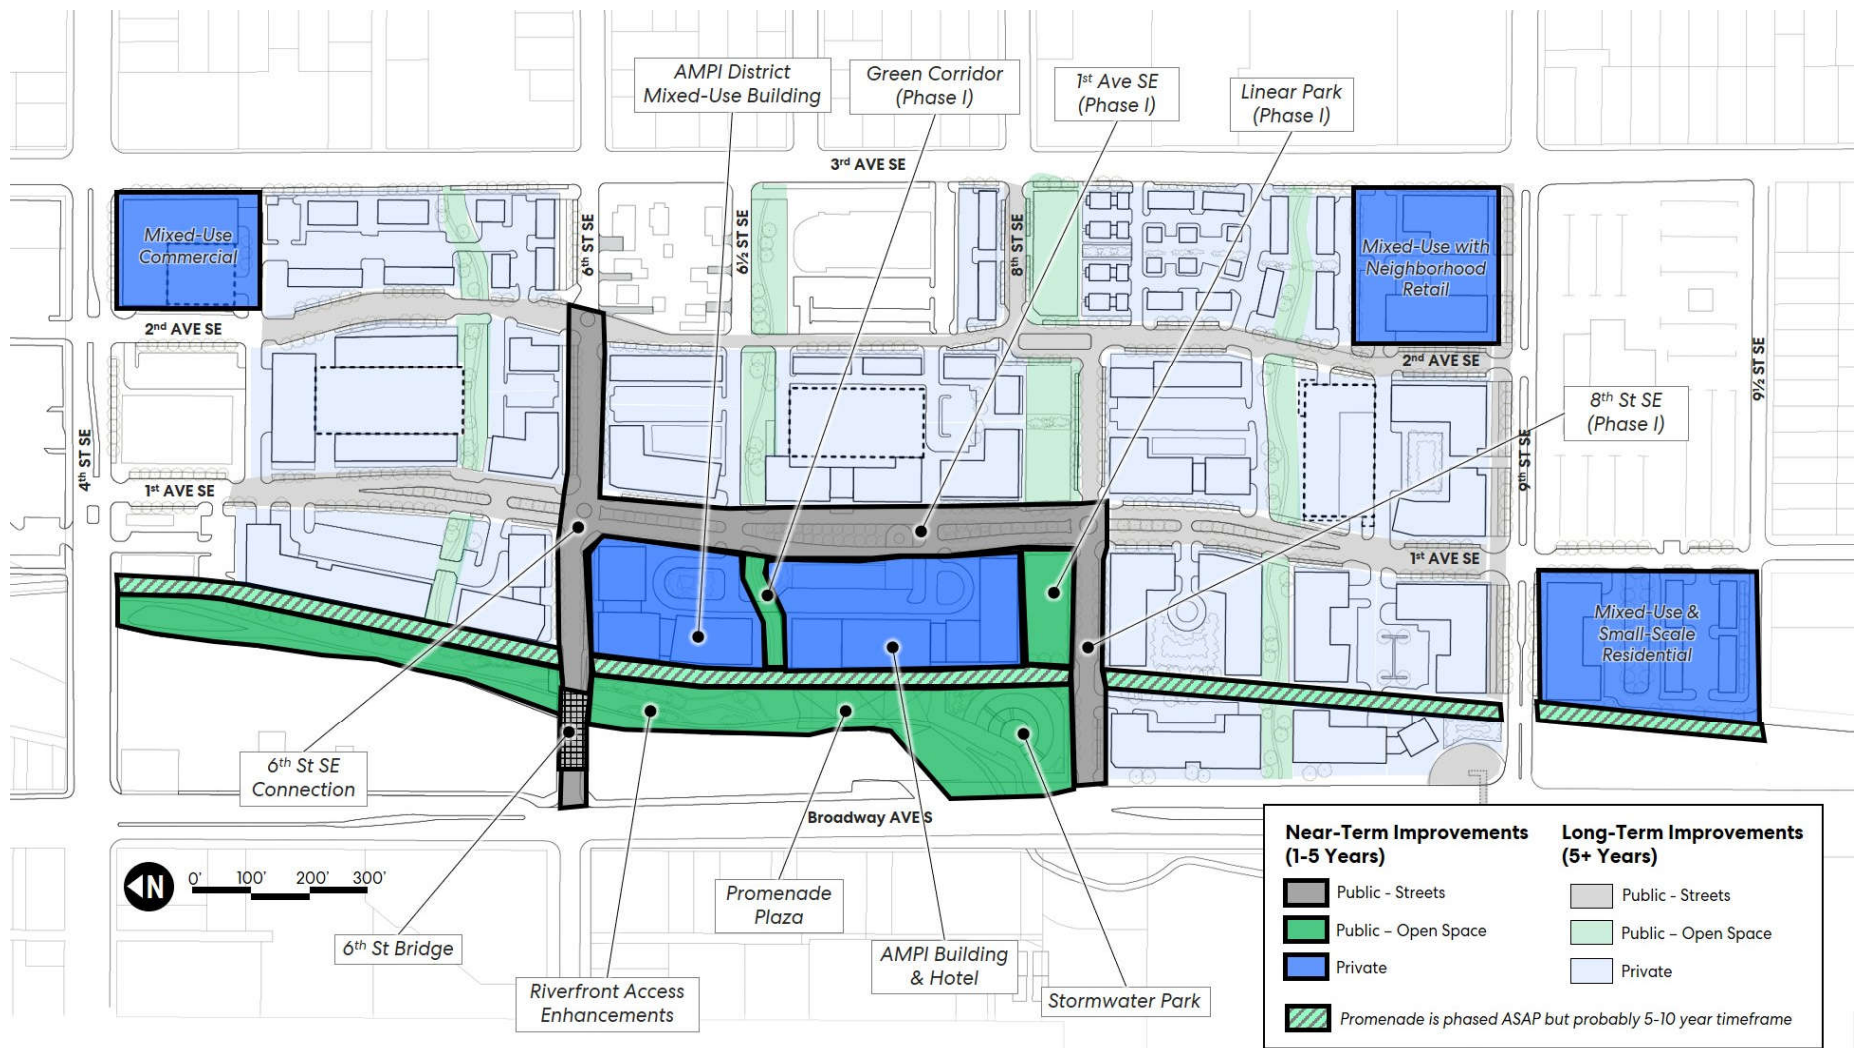 AMPI District
Mixed-Use Building
Green Corridor
(Phase I)
1st Ave SE
(Phase I)
Linear Park
(Phase I)
3rd AVE SE
Mixed-Use
Commercial
6th ST SE
6½ ST SE
8th ST SE
Mixed-Use with
Neighborhood
Retail
2nd AVE SE
2nd AVE SE
9½ ST SE
8th St SE
(Phase I)
4th ST SE
9th ST SE
1st AVE SE
1st AVE SE
Mixed-Use &
Small-Scale
Residential
6th St SE
Connection
Broadway AVE S
N
0' 100' 200' 300'
6th St Bridge
Promenade
Plaza
Riverfront Access
Enhancements
AMPI Building
& Hotel
Stormwater Park
Near-Term Improvements
(1-5 Years)
Public - Streets
Public – Open Space
Private
Long-Term Improvements
(5+ Years)
Public - Streets
Public – Open Space
Private
Promenade is phased ASAP but probably 5-10 year timeframe